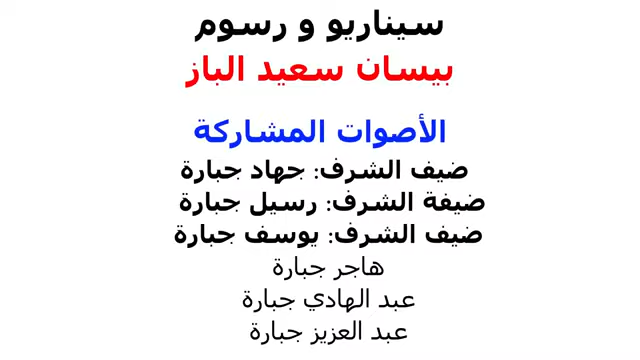 سيناريو و رسوم
بيسان سعيد الباز
الأصوات المشاركة
ضيف الشرف: جهاد جبارة
ضيفة الشرف: رسيل جبارة
ضيف الشرف: يوسف جبارة
هاجر جبارة
عبد الهادي جبارة
عبد العزيز جبارة